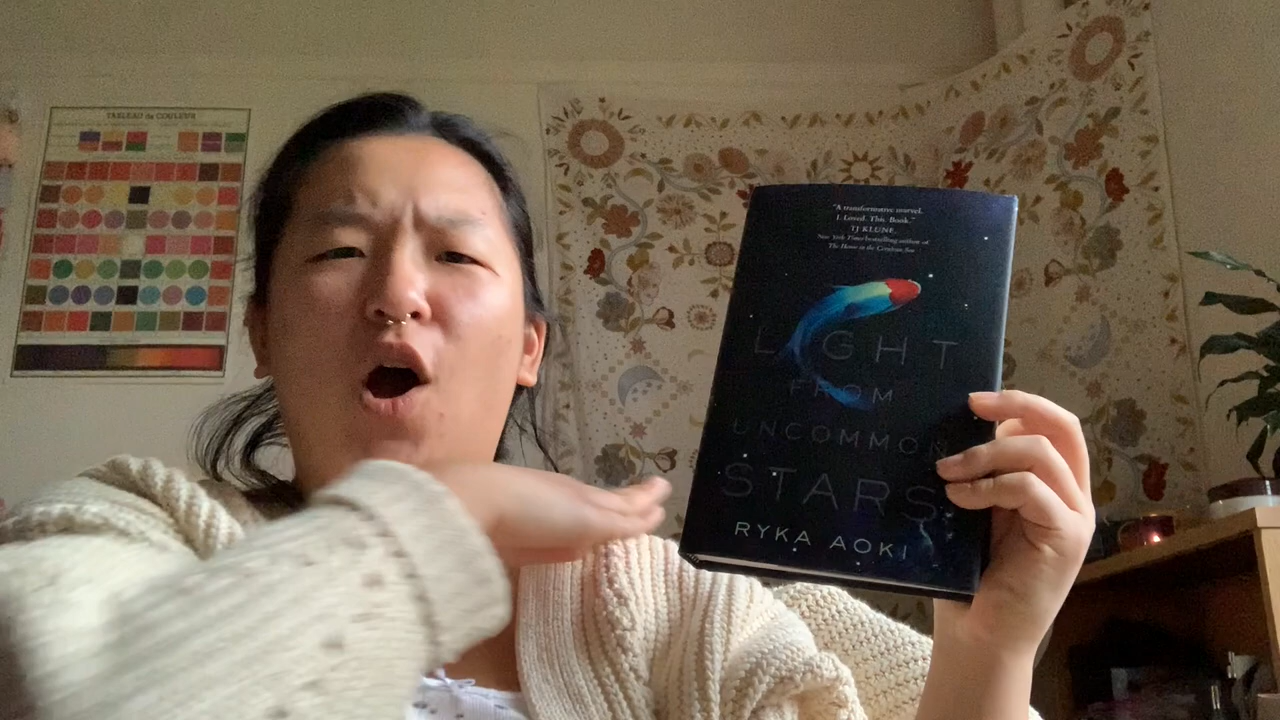 TABLEAU de COULEUR
"A transformative marvel.
I. Loved. This. Book."
TJ KLUNE,
New York Times bestselling author of
The House in the Cerulean Sea
LIGHT
FROM
UNCOMMON
STARS
RYKA AOKI